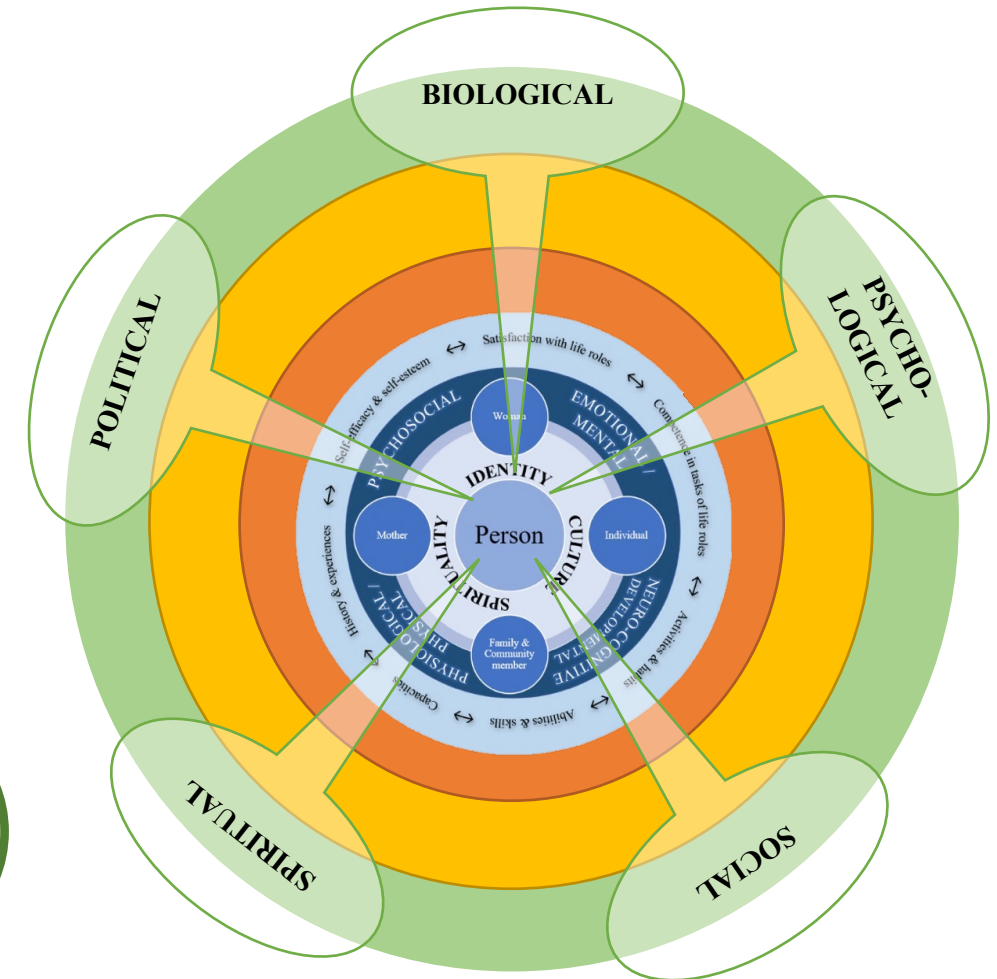 BIOLOGICAL
PSYCHO-
LOGICAL
SOCIAL
SPIRITUAL
POLITICAL
Satisfaction with life roles
Competence in tasks of life roles
Activities & habits
Abilities & skills
Capacities
History & experiences
Self-efficacy & self-esteem
PSYCHOSOCIAL
EMOTIONAL /
MENTAL
NEURO-COGNITIVE
DEVELOPMENTAL
PHYSIOLOGICAL /
PHYSICAL
Woman
Individual
Family &
Community
member
Mother
IDENTITY
CULTURE
SPIRITUALITY
Person